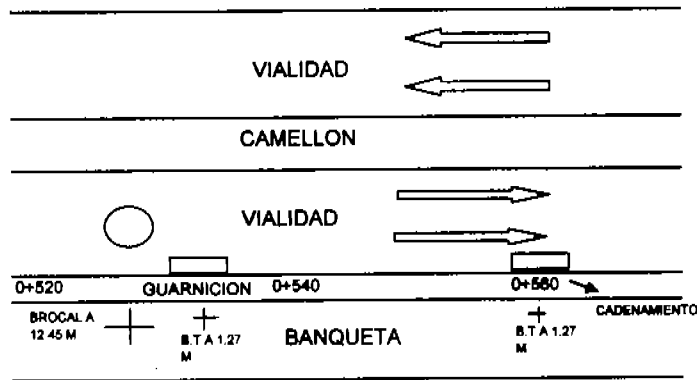 VIALIDAD
CAMELLON
VIALIDAD
0+520
GUARNICION
0+540
0+560
CADENAMIENTO
BROCAL A
12 45 M
B.T A 1.27
M
BANQUETA
B.T A 1.27
M